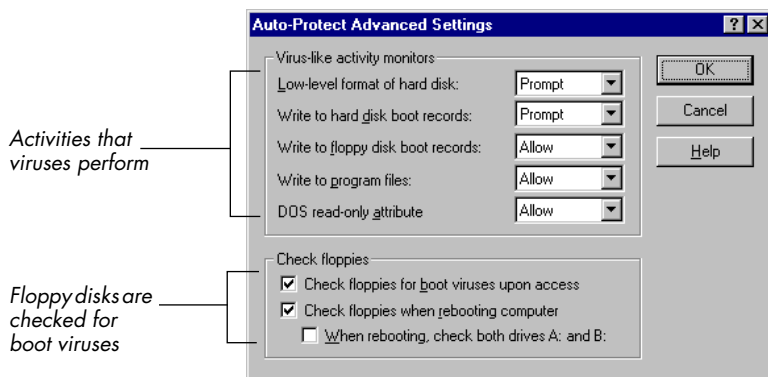 Auto-Protect Advanced Settings
Virus-like activity monitors
Low-level format of hard disk: Prompt
Write to hard disk boot records: Prompt
Write to floppy disk boot records: Allow
Write to program files: Allow
DOS read-only attribute Allow
OK
Cancel
Help
Activities that
viruses perform
Check floppies
Check floppies for boot viruses upon access
Check floppies when rebooting computer
When rebooting, check both drives A: and B:
Floppy disks are
checked for
boot viruses